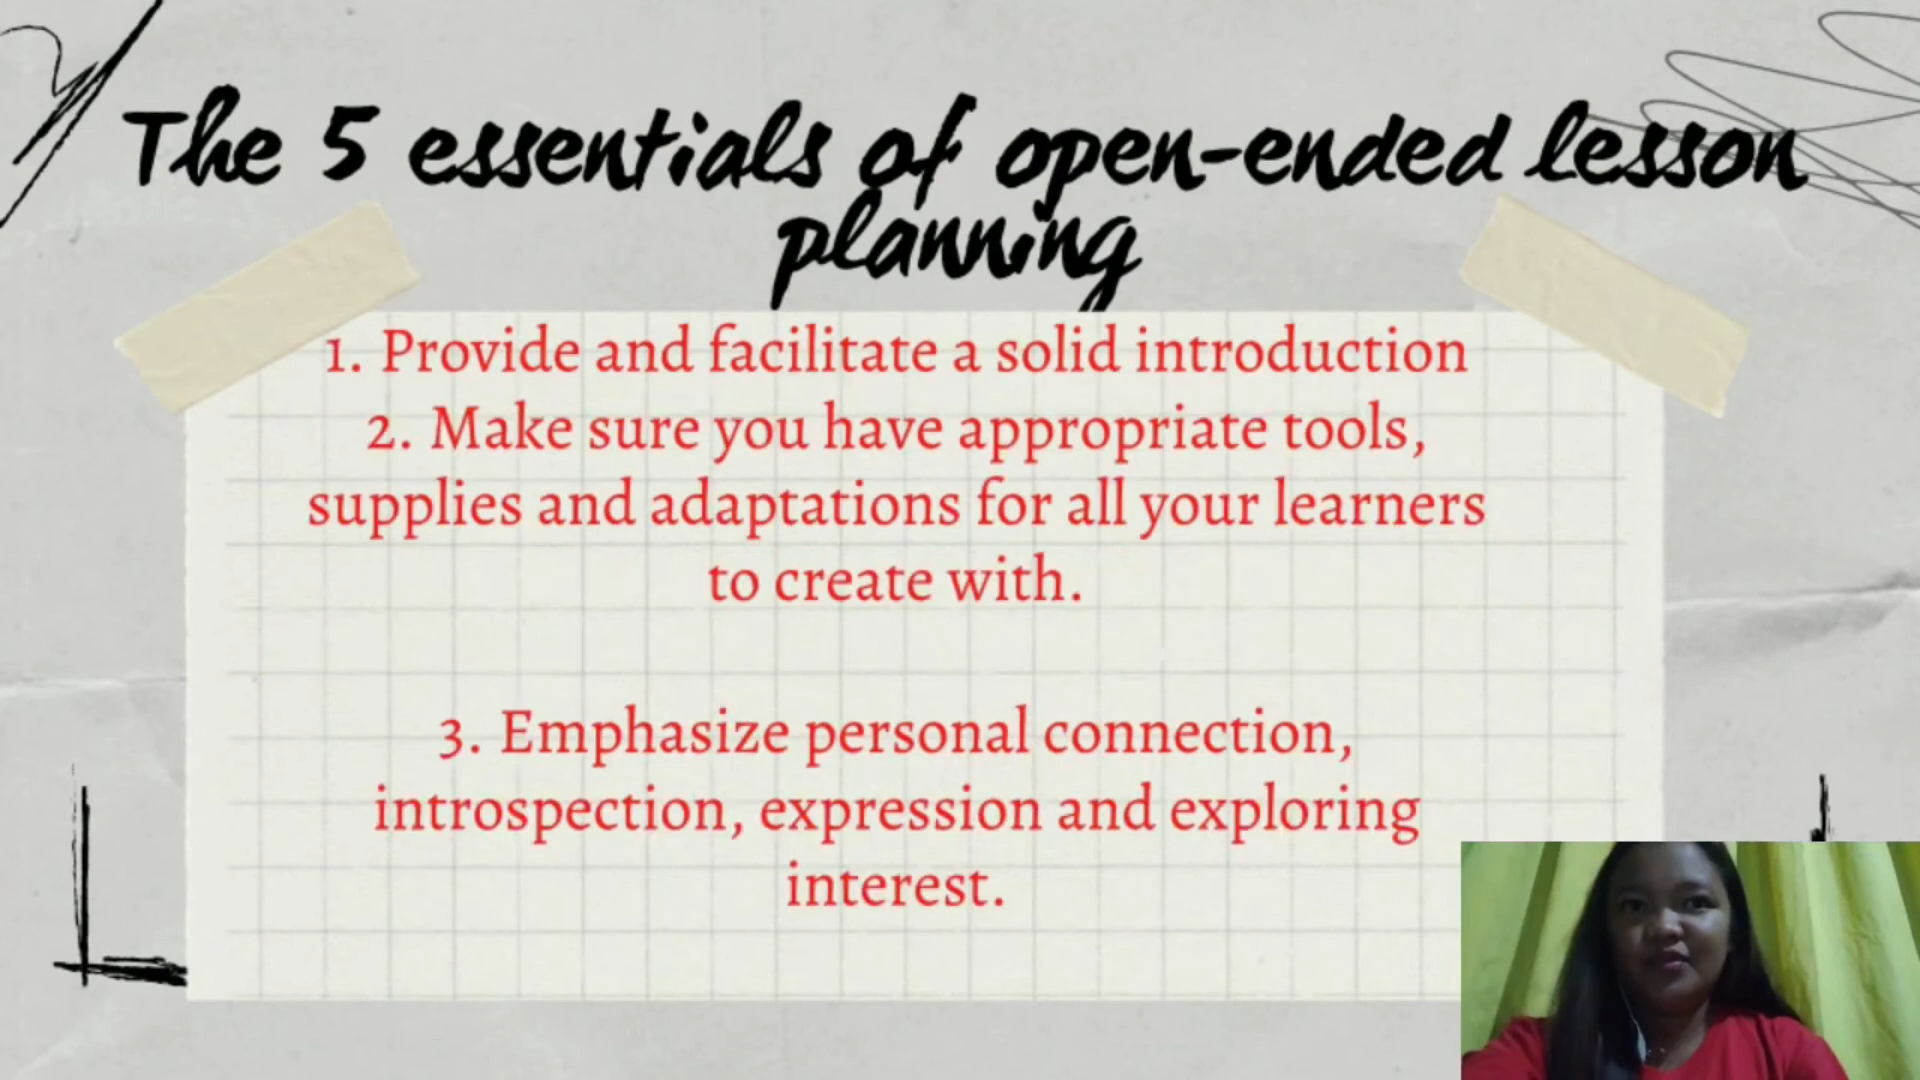 The 5 essentials of open-ended lesson
planning
1. Provide and facilitate a solid introduction
2. Make sure you have appropriate tools,
supplies and adaptations for all your learners
to create with.
3. Emphasize personal connection,
introspection, expression and exploring
interest.